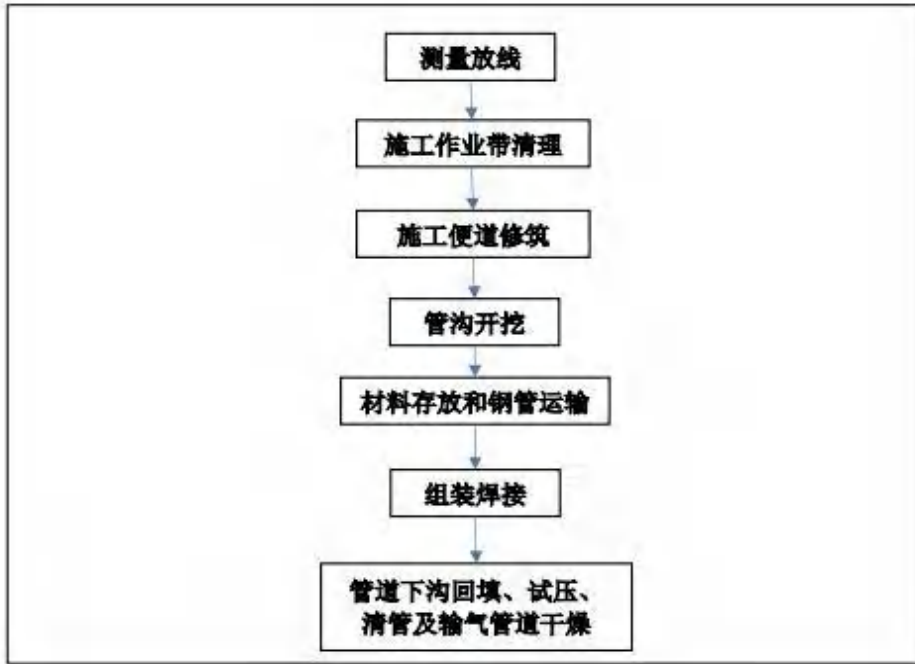 测量放线
施工作业带清理
施工便道修筑
管沟开挖
材料存放和钢管运输
组装焊接
管道下沟回填、试压、
清管及输气管道干燥